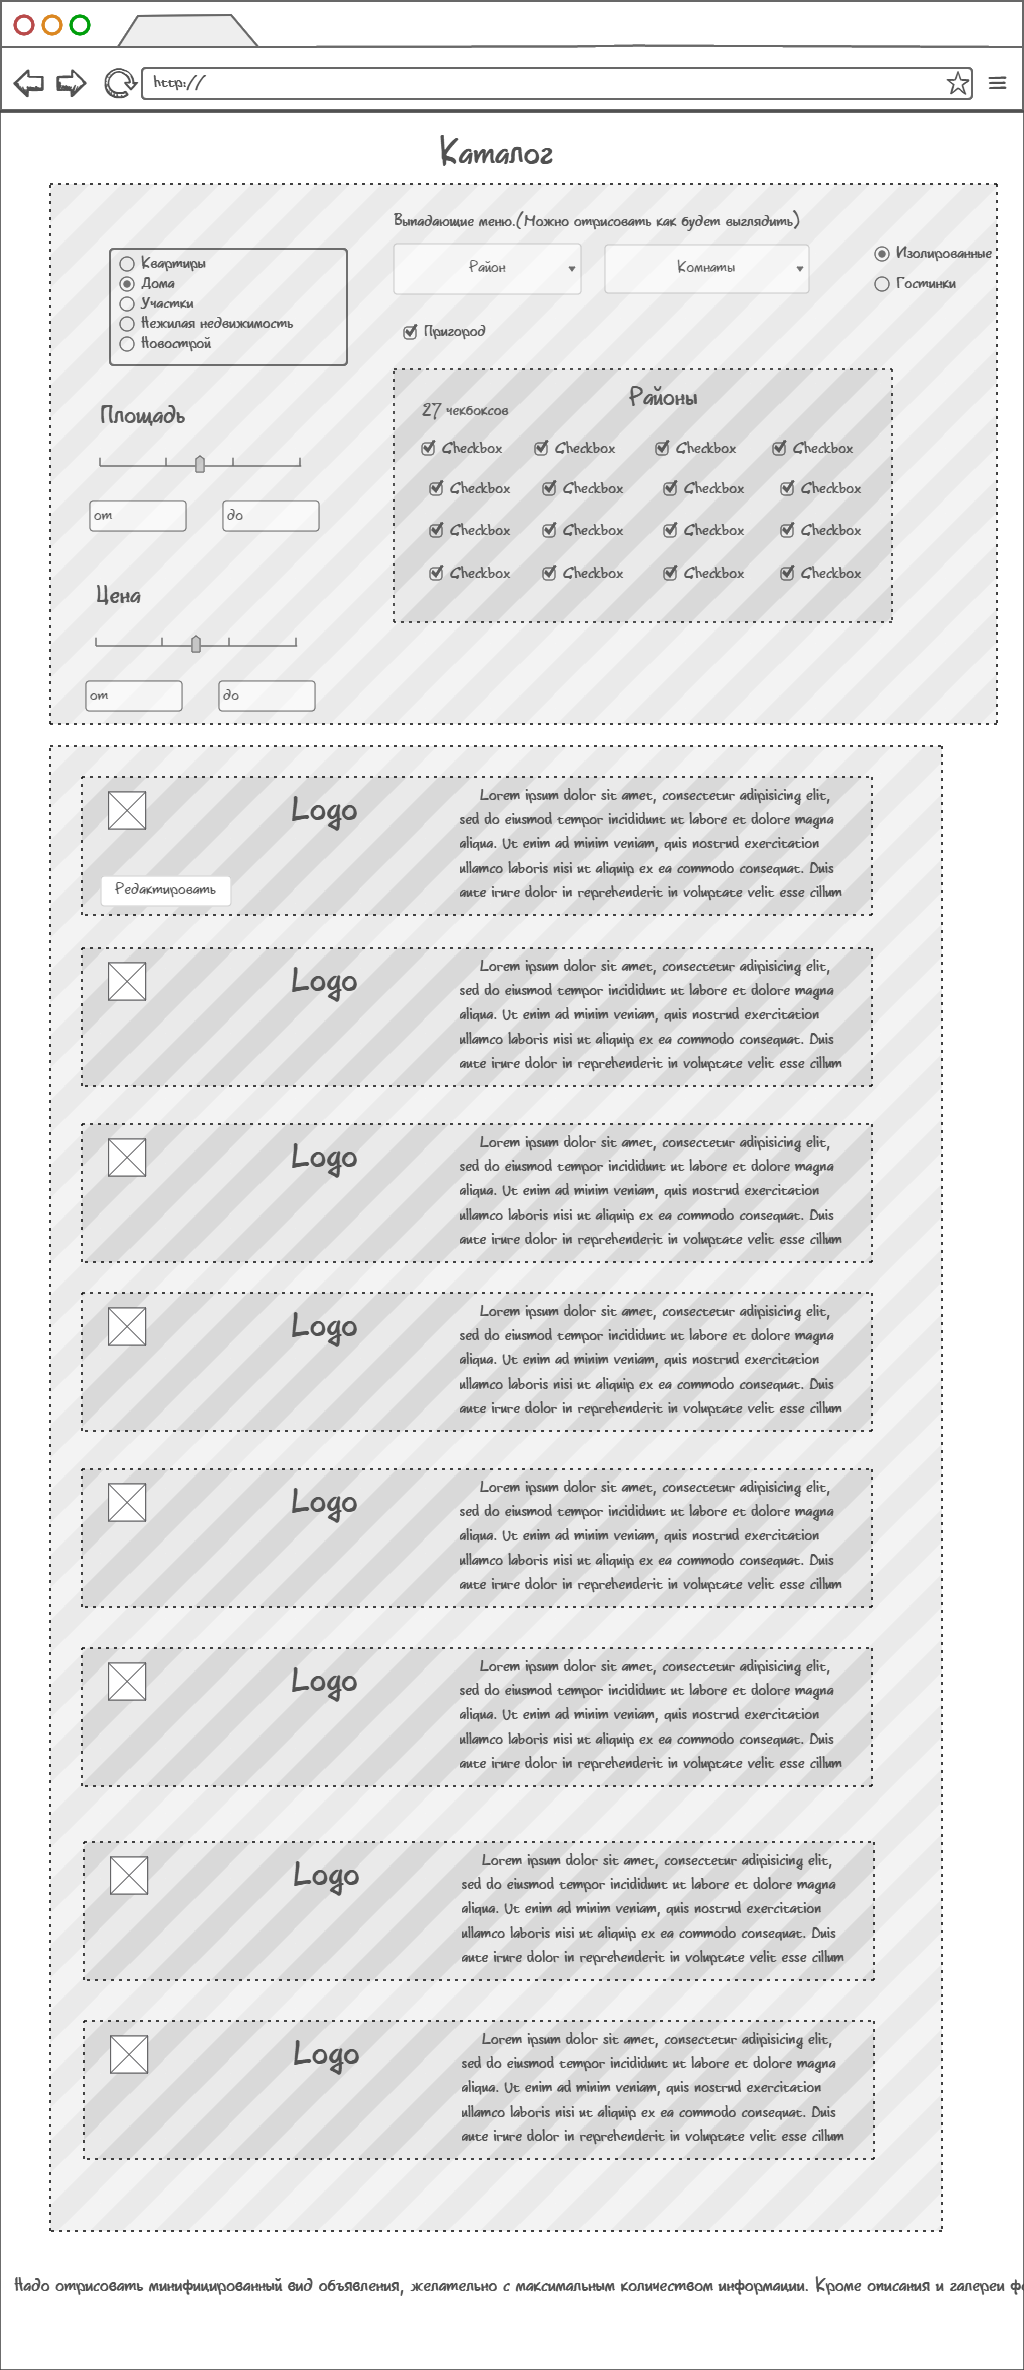 http://
Каталог
Выпадающие меню.(Можно отрисовать как будет выглядить)
Квартиры
Дома
Участки
Нежилая недвижимость
Новострой
Район
Комнаты
Изолированные
Гостинки
Пригород
Площадь
от
до
Цена
от
до
Районы
27 чекбоксов
Checkbox Checkbox Checkbox Checkbox
Checkbox Checkbox Checkbox Checkbox
Checkbox Checkbox Checkbox Checkbox
Checkbox Checkbox Checkbox Checkbox
Logo
Редактировать
Lorem ipsum dolor sit amet, consectetur adipisicing elit,
sed do eiusmod tempor incididunt ut labore et dolore magna
aliqua. Ut enim ad minim veniam, quis nostrud exercitation
ullamco laboris nisi ut aliquip ex ea commodo consequat. Duis
aute irure dolor in reprehenderit in voluptate velit esse cillum
Logo
Lorem ipsum dolor sit amet, consectetur adipisicing elit,
sed do eiusmod tempor incididunt ut labore et dolore magna
aliqua. Ut enim ad minim veniam, quis nostrud exercitation
ullamco laboris nisi ut aliquip ex ea commodo consequat. Duis
aute irure dolor in reprehenderit in voluptate velit esse cillum
Logo
Lorem ipsum dolor sit amet, consectetur adipisicing elit,
sed do eiusmod tempor incididunt ut labore et dolore magna
aliqua. Ut enim ad minim veniam, quis nostrud exercitation
ullamco laboris nisi ut aliquip ex ea commodo consequat. Duis
aute irure dolor in reprehenderit in voluptate velit esse cillum
Logo
Lorem ipsum dolor sit amet, consectetur adipisicing elit,
sed do eiusmod tempor incididunt ut labore et dolore magna
aliqua. Ut enim ad minim veniam, quis nostrud exercitation
ullamco laboris nisi ut aliquip ex ea commodo consequat. Duis
aute irure dolor in reprehenderit in voluptate velit esse cillum
Logo
Lorem ipsum dolor sit amet, consectetur adipisicing elit,
sed do eiusmod tempor incididunt ut labore et dolore magna
aliqua. Ut enim ad minim veniam, quis nostrud exercitation
ullamco laboris nisi ut aliquip ex ea commodo consequat. Duis
aute irure dolor in reprehenderit in voluptate velit esse cillum
Logo
Lorem ipsum dolor sit amet, consectetur adipisicing elit,
sed do eiusmod tempor incididunt ut labore et dolore magna
aliqua. Ut enim ad minim veniam, quis nostrud exercitation
ullamco laboris nisi ut aliquip ex ea commodo consequat. Duis
aute irure dolor in reprehenderit in voluptate velit esse cillum
Logo
Lorem ipsum dolor sit amet, consectetur adipisicing elit,
sed do eiusmod tempor incididunt ut labore et dolore magna
aliqua. Ut enim ad minim veniam, quis nostrud exercitation
ullamco laboris nisi ut aliquip ex ea commodo consequat. Duis
aute irure dolor in reprehenderit in voluptate velit esse cillum
Logo
Lorem ipsum dolor sit amet, consectetur adipisicing elit,
sed do eiusmod tempor incididunt ut labore et dolore magna
aliqua. Ut enim ad minim veniam, quis nostrud exercitation
ullamco laboris nisi ut aliquip ex ea commodo consequat. Duis
aute irure dolor in reprehenderit in voluptate velit esse cillum
Надо отрисовать минифицированный вид объявления, желательно с максимальным количеством информации. Кроме описания и галереи